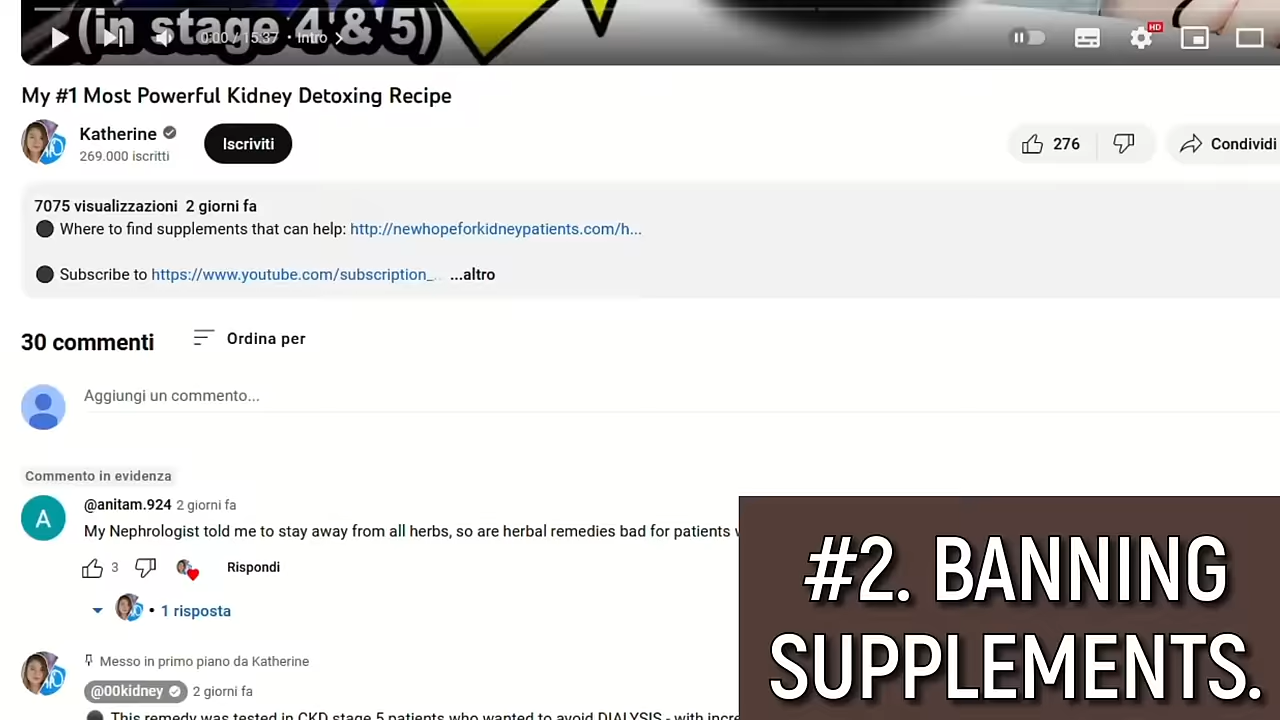 (in stage 4'&'5)
0:00 / 15:37 • Intro
HD
My #1 Most Powerful Kidney Detoxing Recipe
Katherine
269.000 iscritti
Iscriviti
276
Condividi
7075 visualizzazioni 2 giorni fa
Where to find supplements that can help: http://newhopeforkidneypatients.com/h...
Subscribe to https://www.youtube.com/subscription_... ...altro
30 commenti
Ordina per
Aggiungi un commento...
Commento in evidenza
A
@anitam.924 2 giorni fa
My Nephrologist told me to stay away from all herbs, so are herbal remedies bad for patients
3
Rispondi
• 1 risposta
Messo in primo piano da Katherine
@00kidney 2 giorni fa
This remedy was tested in CKD stage 5 patients who wanted to avoid DIALYSIS - with
#2. BANNING
SUPPLEMENTS.